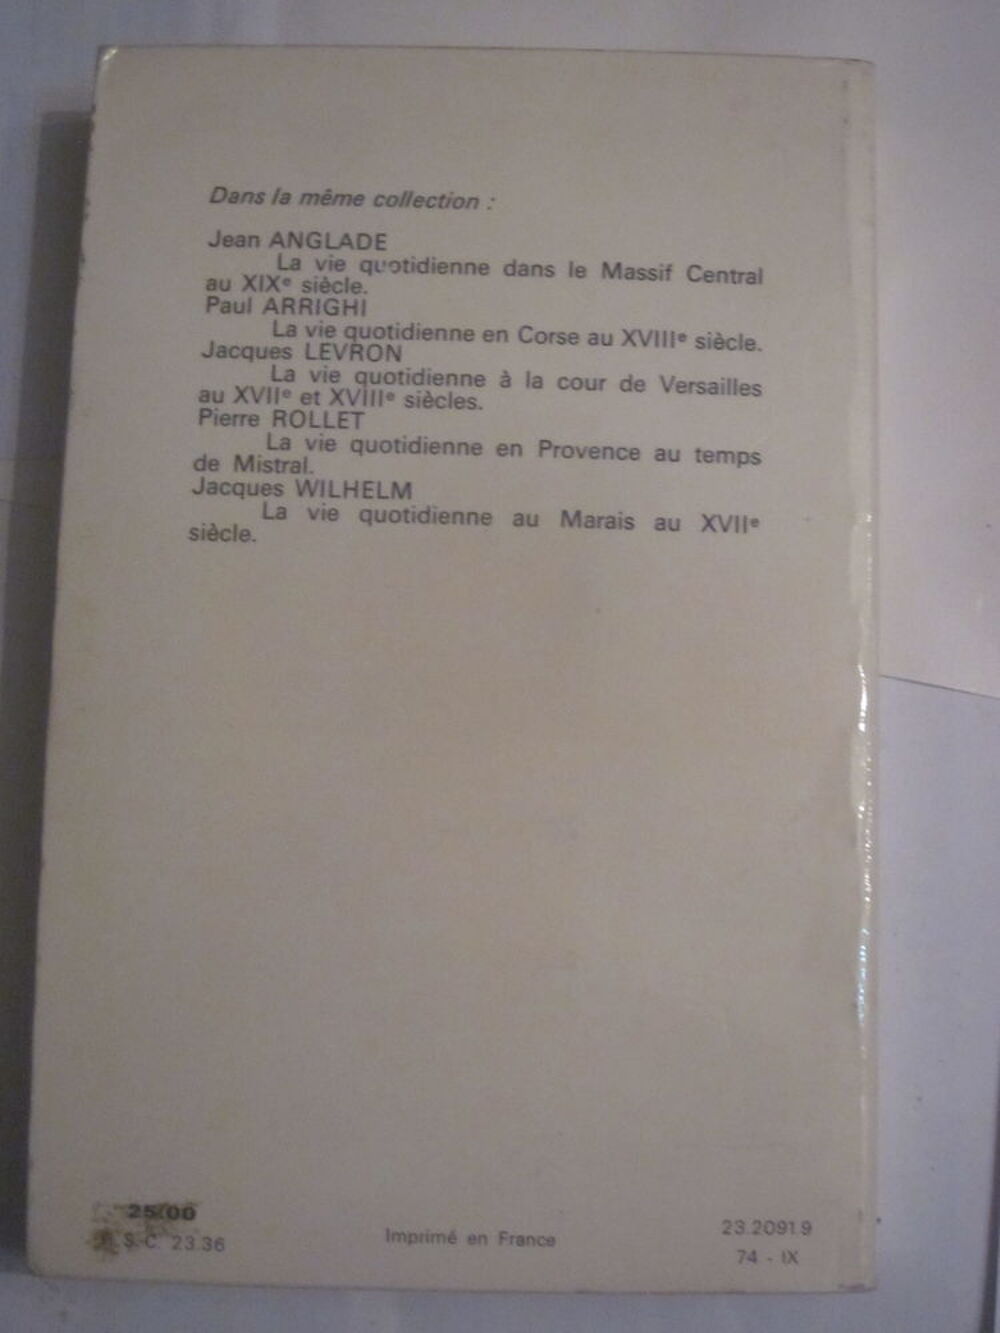 Dans la même collection :
Jean ANGLADE
La vie quotidienne dans le Massif Central
au XIXe siècle.
Paul ARRIGHI
La vie quotidienne en Corse au XVIIIe siècle.
Jacques LEVRON
La vie quotidienne à la cour de Versailles
au XVIIe et XVIIIe siècles.
Pierre ROLLET
La vie quotidienne en Provence au temps
de Mistral.
Jacques WILHELM
La vie quotidienne au Marais au XVIIe
siècle.
25.00
S.-C. 23.36
Imprimé en France
23.2091.9
74 - IX